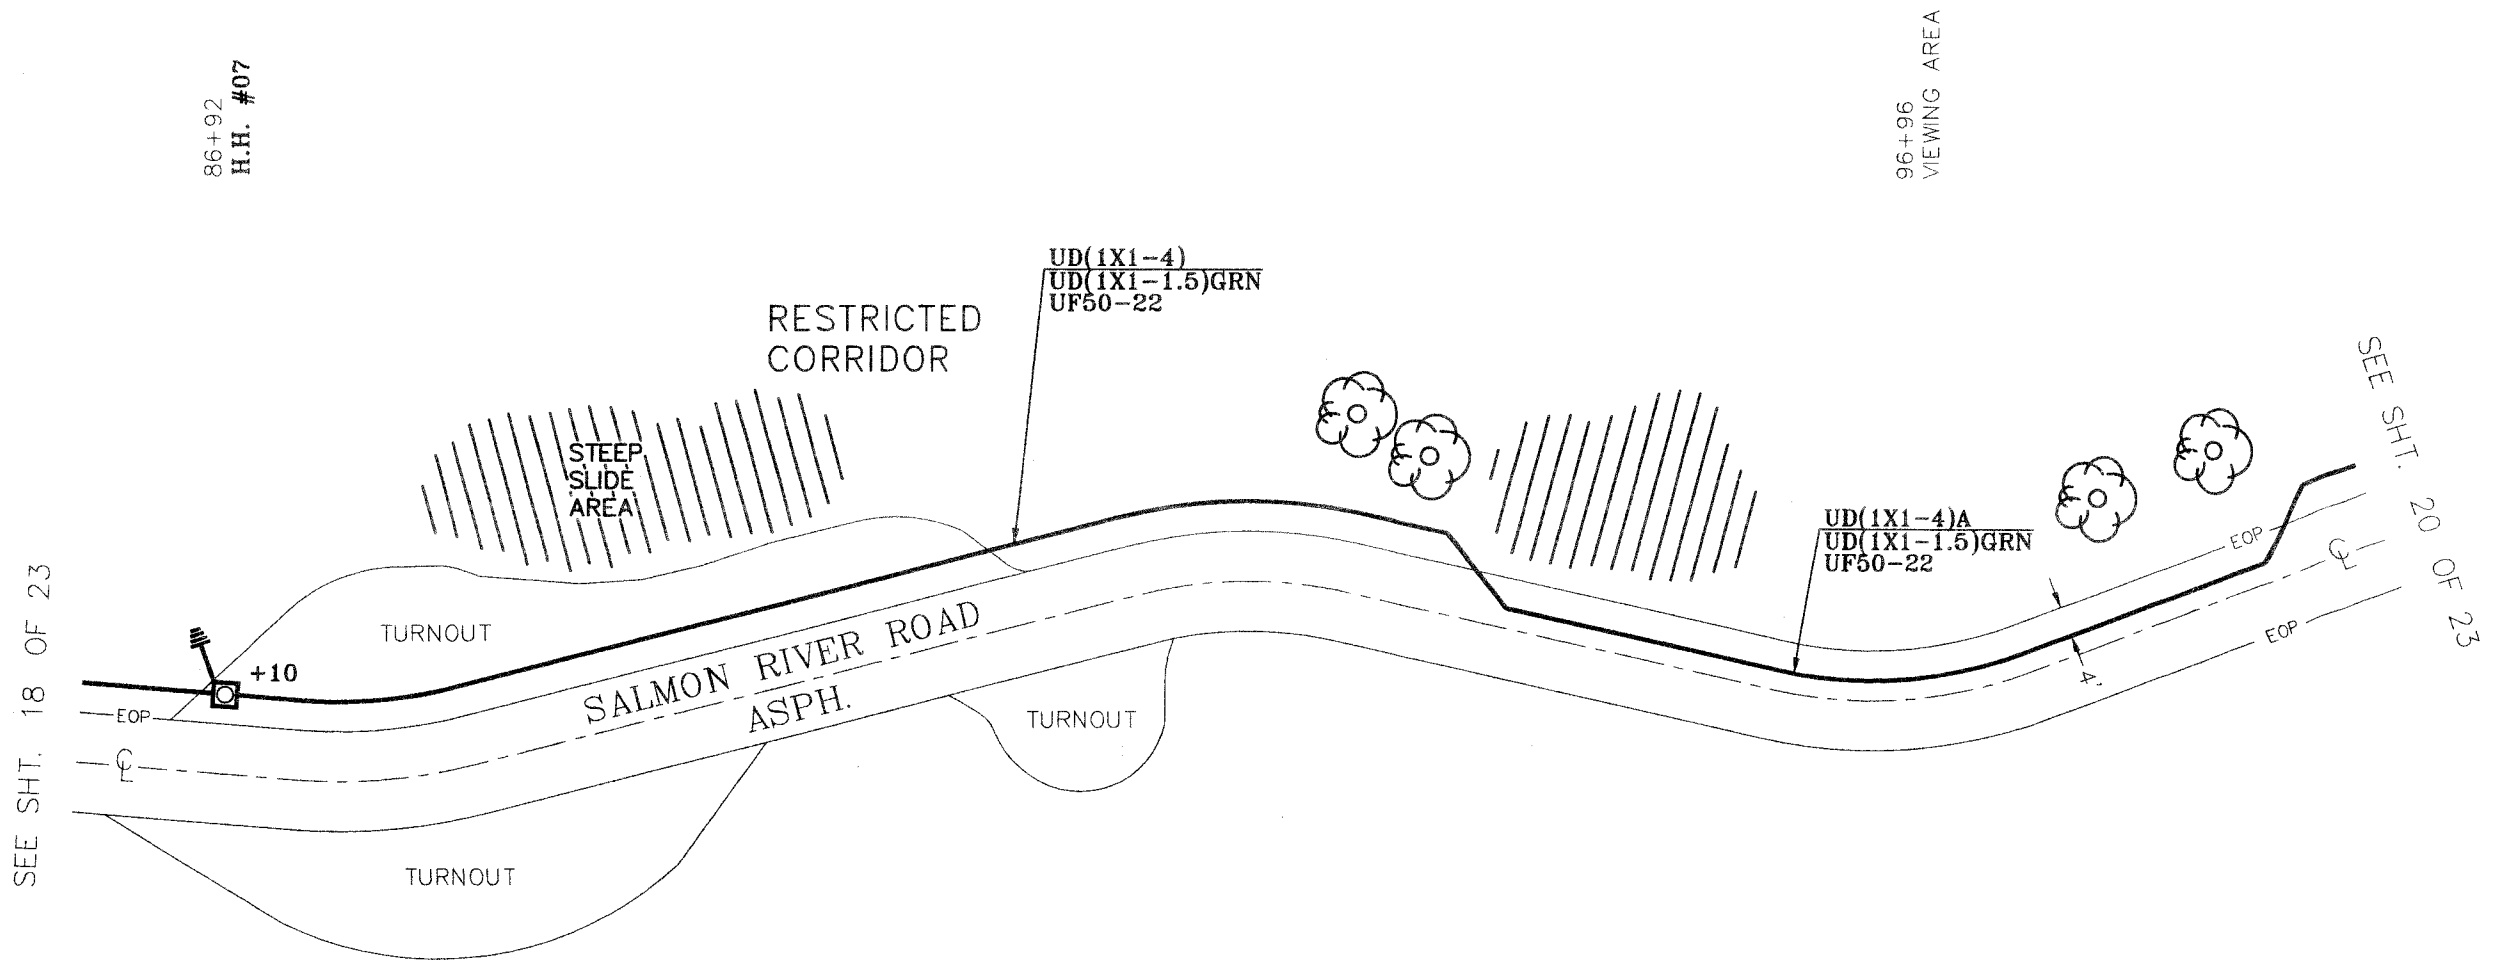 86+92
H.H. #07
96+96
VIEWING AREA
UD(1X1-4)
UD(1X1-1.5)GRN
UF50-22
RESTRICTED
CORRIDOR
STEEP
SLIDE
AREA
UD(1X1-4)A
UD(1X1-1.5)GRN
UF50-22
SEE SHT. 18 OF 23
SEE SHT. 20 OF 23
+10
TURNOUT
EOP
EOP
EOP
℄
℄
4'
SALMON RIVER ROAD
ASPH.
TURNOUT
TURNOUT